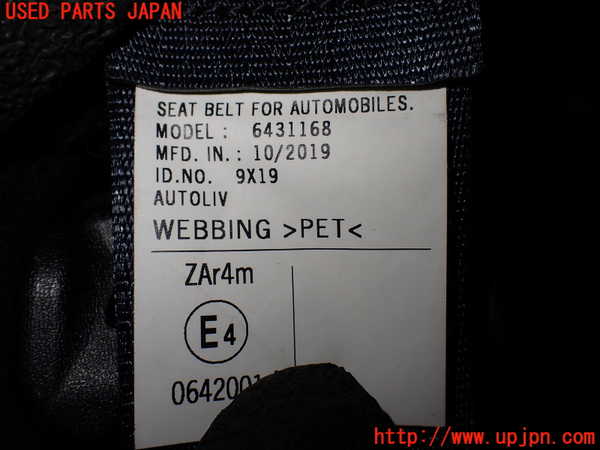 USED PARTS JAPAN
SEAT BELT FOR AUTOMOBILES.
MODEL : 6431168
MFD. IN. : 10/2019
ID.NO. 9X19
AUTOLIV
WEBBING >PET<
ZAr4m
E4
http://www.upjpn.com